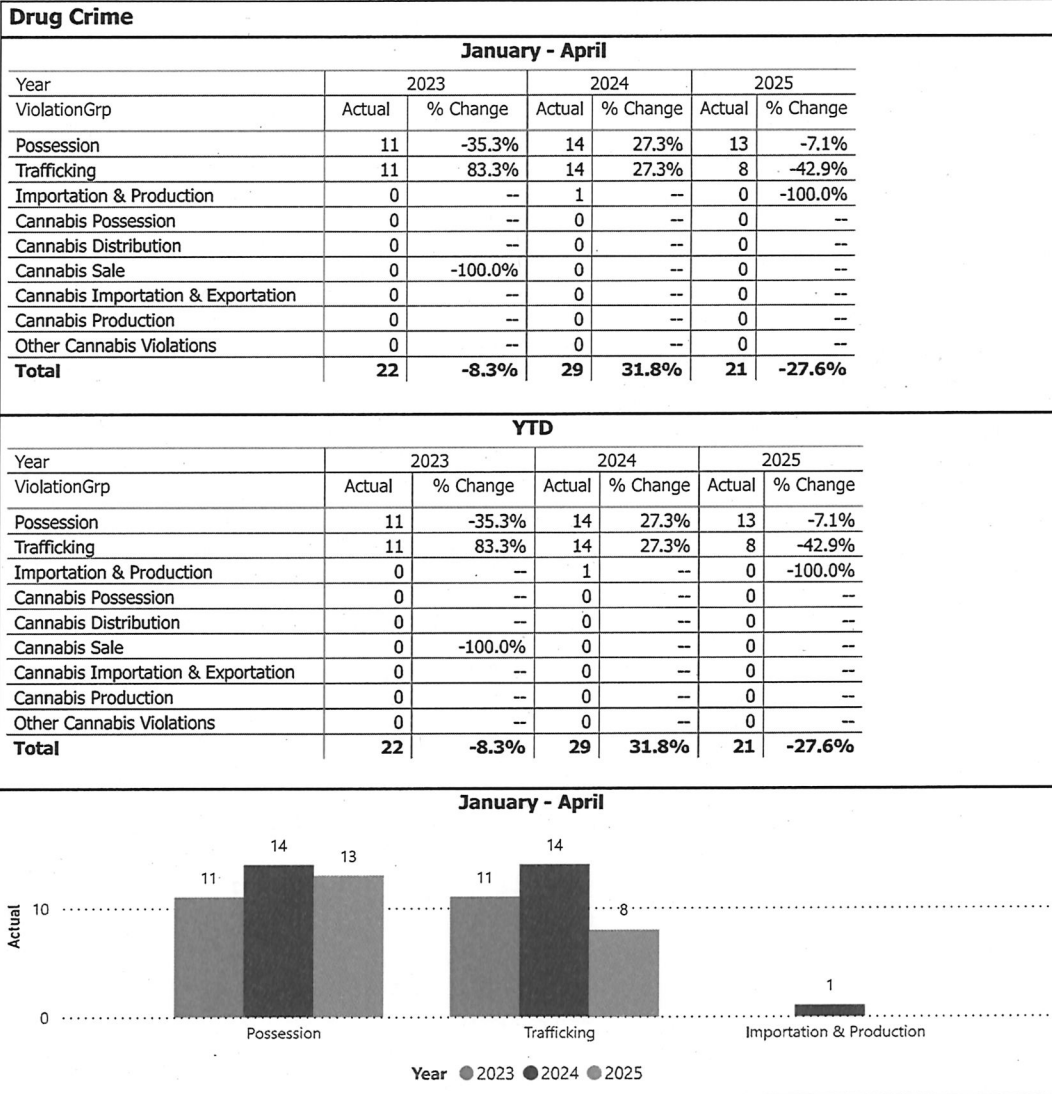 Drug Crime
January - April
Year 2023 2024 2025
ViolationGrp Actual % Change Actual % Change Actual % Change
Possession 11 -35.3% 14 27.3% 13 -7.1%
Trafficking 11 83.3% 14 27.3% 8 -42.9%
Importation & Production 0 -- 1 -- 0 -100.0%
Cannabis Possession 0 -- 0 -- 0 --
Cannabis Distribution 0 -- 0 -- 0 --
Cannabis Sale 0 -100.0% 0 -- 0 --
Cannabis Importation & Exportation 0 -- 0 -- 0 --
Cannabis Production 0 -- 0 -- 0 --
Other Cannabis Violations 0 -- 0 -- 0 --
Total 22 -8.3% 29 31.8% 21 -27.6%
YTD
Year 2023 2024 2025
ViolationGrp Actual % Change Actual % Change Actual % Change
Possession 11 -35.3% 14 27.3% 13 -7.1%
Trafficking 11 83.3% 14 27.3% 8 -42.9%
Importation & Production 0 -- 1 -- 0 -100.0%
Cannabis Possession 0 -- 0 -- 0 --
Cannabis Distribution 0 -- 0 -- 0 --
Cannabis Sale 0 -100.0% 0 -- 0 --
Cannabis Importation & Exportation 0 -- 0 -- 0 --
Cannabis Production 0 -- 0 -- 0 --
Other Cannabis Violations 0 -- 0 -- 0 --
Total 22 -8.3% 29 31.8% 21 -27.6%
January - April
Actual
10
0
11 14 13
11 14 8
1
Possession Trafficking Importation & Production
Year 2023 2024 2025